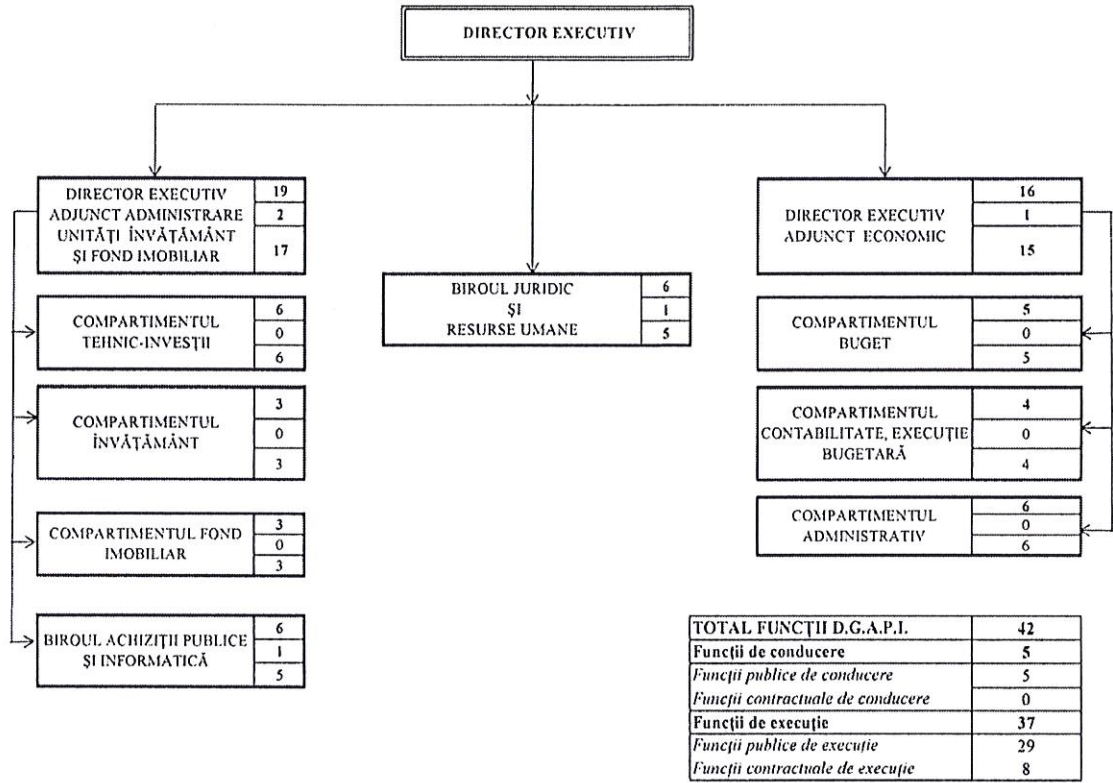 DIRECTOR EXECUTIV
DIRECTOR EXECUTIV
ADJUNCT ADMINISTRARE
UNITĂȚI ÎNVĂȚĂMÂNT
ȘI FOND IMOBILIAR
19
2
17
COMPARTIMENTUL
TEHNIC-INVESTII
6
0
6
COMPARTIMENTUL
ÎNVĂȚĂMÂNT
3
0
3
COMPARTIMENTUL FOND
IMOBILIAR
3
0
3
BIROUL ACHIZIȚII PUBLICE
ȘI INFORMATICĂ
6
1
5
BIROUL JURIDIC
ȘI
RESURSE UMANE
6
1
5
DIRECTOR EXECUTIV
ADJUNCT ECONOMIC
16
1
15
COMPARTIMENTUL
BUGET
5
0
5
COMPARTIMENTUL
CONTABILITATE, EXECUȚIE
BUGETARĂ
4
0
4
COMPARTIMENTUL
ADMINISTRATIV
6
0
6
TOTAL FUNCȚII D.G.A.P.I. 42
Funcții de conducere 5
Funcții publice de conducere 5
Funcții contractuale de conducere 0
Funcții de execuție 37
Funcții publice de execuție 29
Funcții contractuale de execuție 8